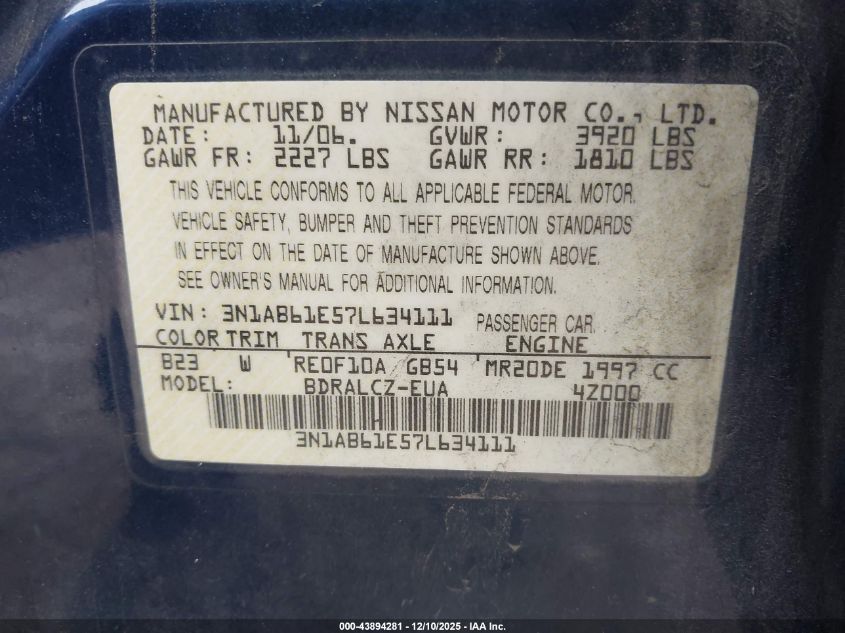 MANUFACTURED BY NISSAN MOTOR CO., LTD.
DATE: 11/06. GVWR: 3920 LBS
GAWR FR: 2227 LBS GAWR RR: 1810 LBS
THIS VEHICLE CONFORMS TO ALL APPLICABLE FEDERAL MOTOR
VEHICLE SAFETY, BUMPER AND THEFT PREVENTION STANDARDS
IN EFFECT ON THE DATE OF MANUFACTURE SHOWN ABOVE.
SEE OWNER'S MANUAL FOR ADDITIONAL INFORMATION.
VIN: 3N1AB61E57L634111 PASSENGER CAR
COLOR TRIM TRANS AXLE ENGINE
B23 W RE0F10A GB54 MR20DE 1997 CC
MODEL: BDRALCZ-EUA 4Z000
3N1AB61E57L634111
000-43894281 - 12/10/2025 - IAA Inc.